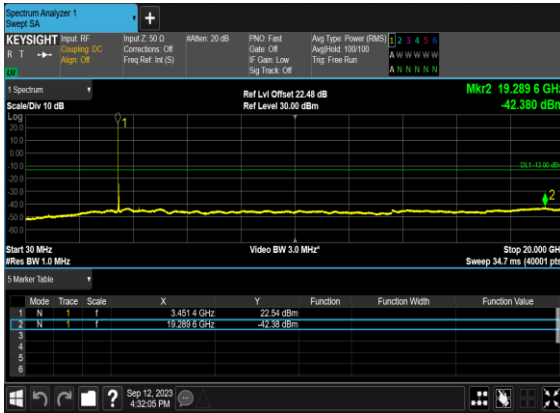 Spectrum Analyzer 1
Swept SA
+
KEYSIGHT Input: RF Input Z: 50 Ω #Atten: 20 dB PNO: Fast Avg Type: Power (RMS) 1 2 3 4 5 6
R T Coupling: DC Corrections: Off Gate: Off Avg|Hold: 100/100 A W W W W W
Align: Off Freq Ref: Int (S) IF Gain: Low Trig: Free Run
Sig Track: Off A N N N N N
1 Spectrum Ref Lvl Offset 22.48 dB Mkr2 19.289 6 GHz
Scale/Div 10 dB Ref Level 30.00 dBm -42.380 dBm
Log
20.0
10.0
0.00
-10.0
-20.0
-30.0
-40.0
-50.0
-60.0
1
DL1 -13.00 dBm
2
Start 30 MHz Video BW 3.0 MHz* Stop 20.000 GH
#Res BW 1.0 MHz Sweep 34.7 ms (40001 pts
5 Marker Table
Mode Trace Scale X Y Function Function Width Function Value
1 N 1 f 3.451 4 GHz 22.54 dBm
2 N 1 f 19.289 6 GHz -42.38 dBm
3
4
5
6
? Sep 12, 2023
4:32:05 PM